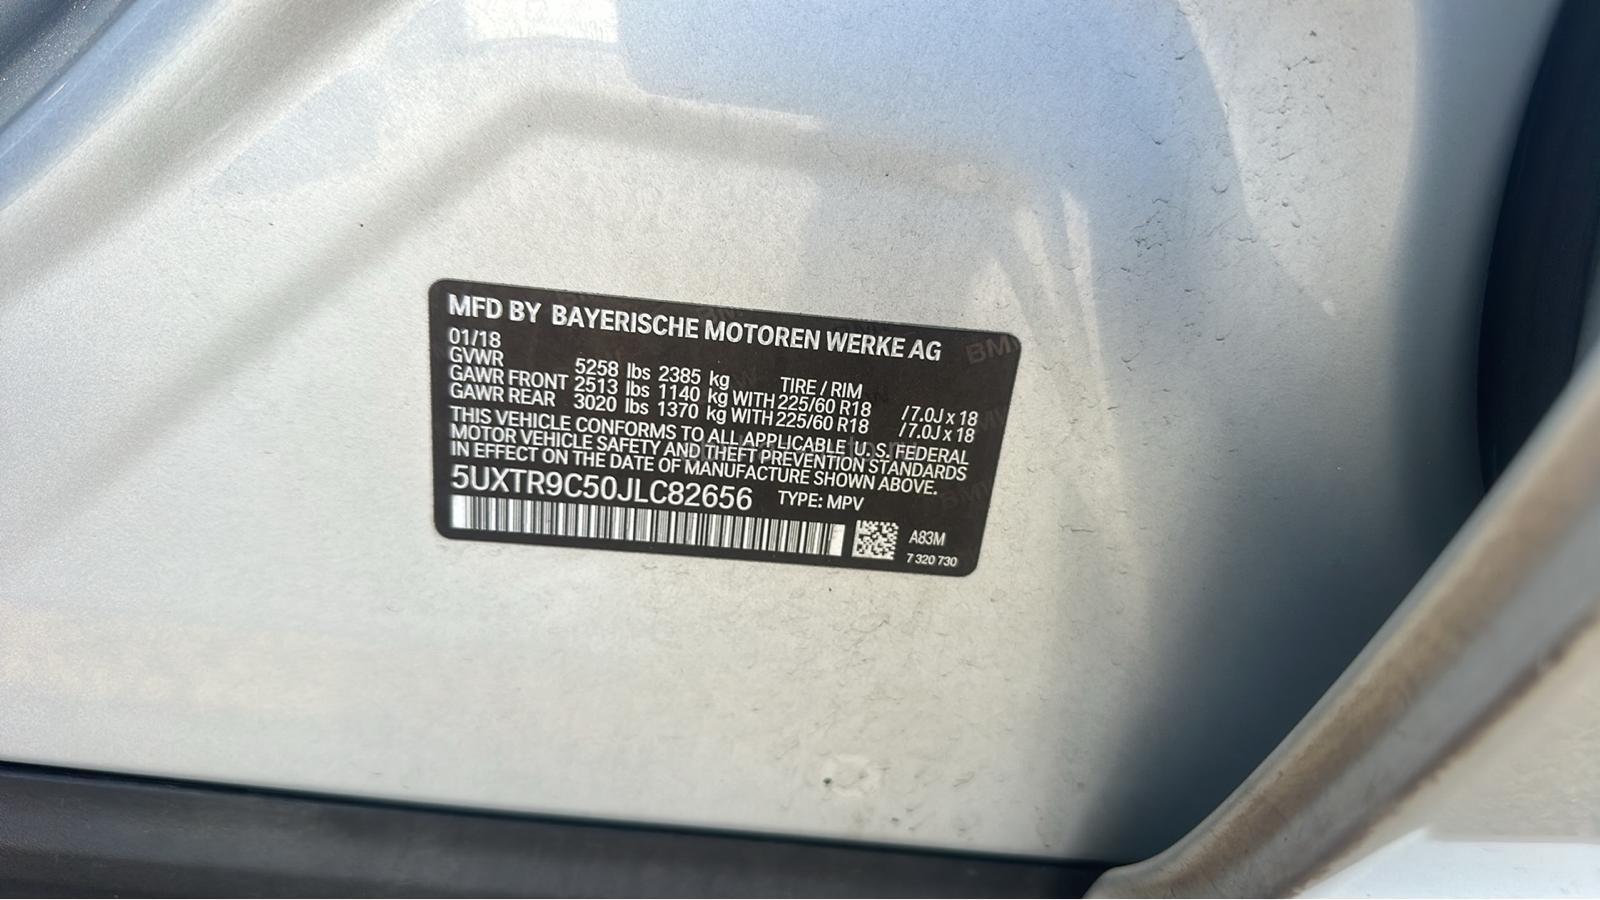 MFD BY BAYERISCHE MOTOREN WERKE AG
01/18
GVWR 5258 lbs 2385 kg TIRE / RIM
GAWR FRONT 2513 lbs 1140 kg WITH 225/60 R18 /7.0J x 18
GAWR REAR 3020 lbs 1370 kg WITH 225/60 R18 /7.0J x 18
THIS VEHICLE CONFORMS TO ALL APPLICABLE U.S. FEDERAL
MOTOR VEHICLE SAFETY AND THEFT PREVENTION STANDARDS
IN EFFECT ON THE DATE OF MANUFACTURE SHOWN ABOVE.
5UXTR9C50JLC82656 TYPE: MPV
A83M
7 320 730